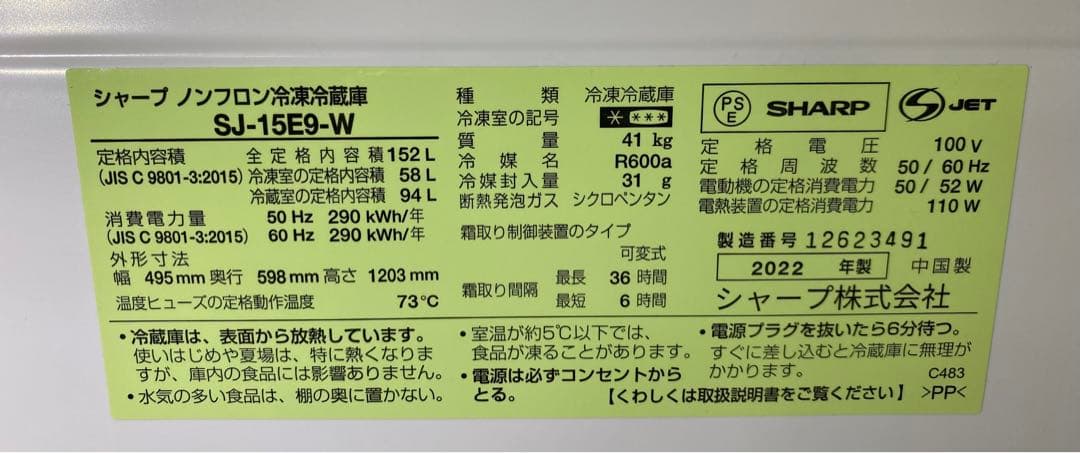 シャープ ノンフロン冷凍冷蔵庫
SJ-15E9-W
定格内容積 全定格内容積 152 L
(JIS C 9801-3:2015) 冷凍室の定格内容積 58 L
冷蔵室の定格内容積 94 L
消費電力量 50 Hz 290 kWh/年
(JIS C 9801-3:2015) 60 Hz 290 kWh/年
外形寸法
幅 495 mm 奥行 598 mm 高さ 1203 mm
温度ヒューズの定格動作温度 73℃
種類 冷凍冷蔵庫
冷凍室の記号 * ***
質量 41 kg
冷媒名 R600a
冷媒封入量 31 g
断熱発泡ガス シクロペンタン
霜取り制御装置のタイプ
可変式
霜取り間隔 最長 36 時間
最短 6 時間
PS E SHARP JET
定格電圧 100 V
定格周波数 50 / 60 Hz
電動機の定格消費電力 50 / 52 W
電熱装置の定格消費電力 110 W
製造番号 12623491
2022 年製 中国製
シャープ株式会社
・冷蔵庫は、表面から放熱しています。
使いはじめや夏場は、特に熱くなりま
すが、庫内の食品には影響ありません。
・水気の多い食品は、棚の奥に置かない。
・室温が約5℃以下では、
食品が凍ることがあります。
・電源は必ずコンセントから
とる。
・電源プラグを抜いたら6分待つ。
すぐに差し込むと冷蔵庫に無理が
かかります。 C483
【くわしくは取扱説明書をご覧ください】 >PP<